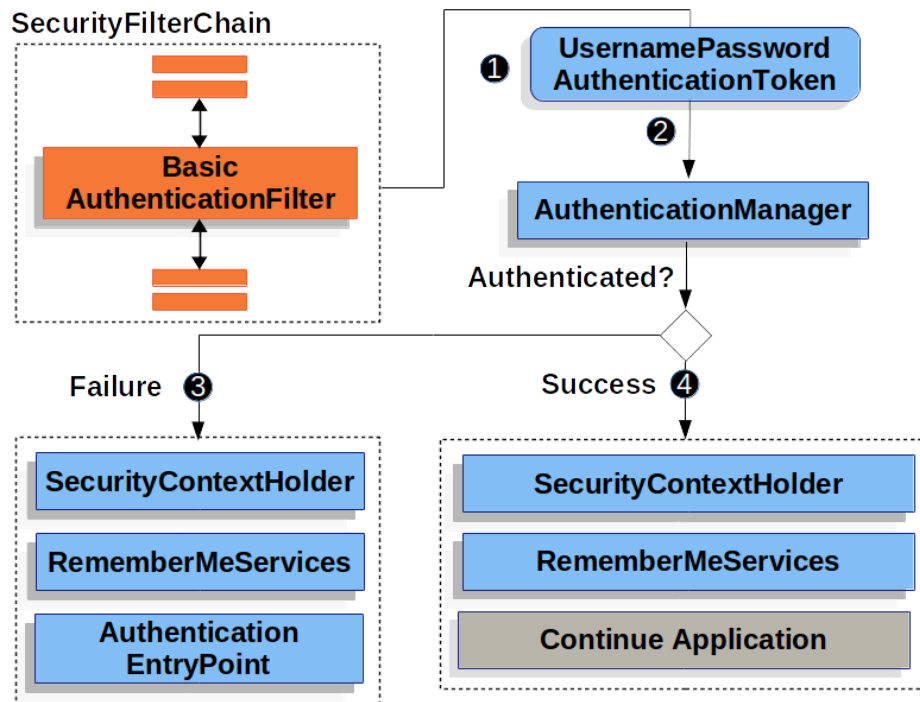 SecurityFilterChain
Basic
AuthenticationFilter
1
UsernamePassword
AuthenticationToken
2
AuthenticationManager
Authenticated?
Failure 3
Success 4
SecurityContextHolder
RememberMeServices
Authentication
EntryPoint
SecurityContextHolder
RememberMeServices
Continue Application